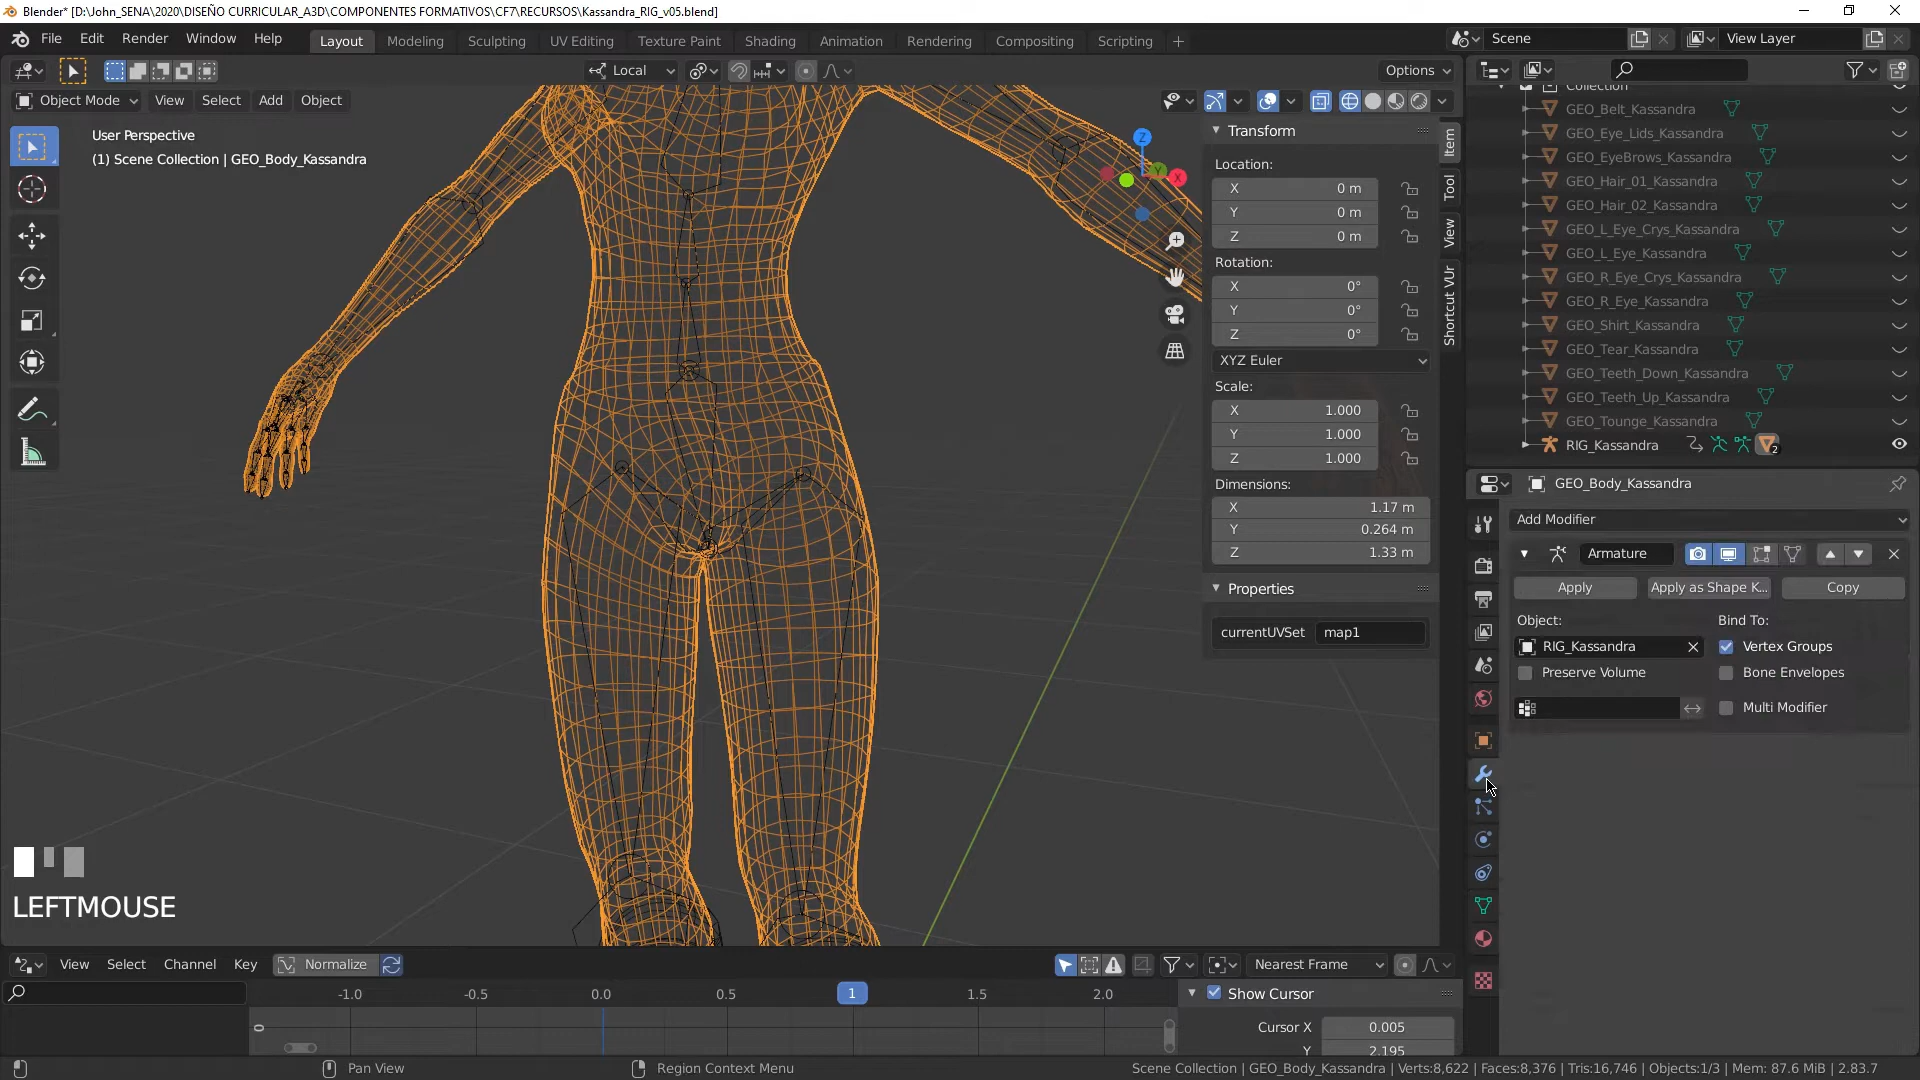 Blender* [D:\John_SENA\2020\DISEÑO CURRICULAR_A3D\COMPONENTES FORMATIVOS\CF7\RECURSOS\Kassandra_RIG_v05.blend]
File Edit Render Window Help Layout Modeling Sculpting UV Editing Texture Paint Shading Animation Rendering Compositing Scripting + Scene View Layer
Local Options
Object Mode View Select Add Object
User Perspective
(1) Scene Collection | GEO_Body_Kassandra
Z
X
Y
Transform
Location:
X 0 m
Y 0 m
Z 0 m
Rotation:
X 0°
Y 0°
Z 0°
XYZ Euler
Scale:
X 1.000
Y 1.000
Z 1.000
Dimensions:
X 1.17 m
Y 0.264 m
Z 1.33 m
Properties
currentUVSet map1
Item
Tool
View
Shortcut VUr
Collection
GEO_Belt_Kassandra
GEO_Eye_Lids_Kassandra
GEO_EyeBrows_Kassandra
GEO_Hair_01_Kassandra
GEO_Hair_02_Kassandra
GEO_L_Eye_Crys_Kassandra
GEO_L_Eye_Kassandra
GEO_R_Eye_Crys_Kassandra
GEO_R_Eye_Kassandra
GEO_Shirt_Kassandra
GEO_Tear_Kassandra
GEO_Teeth_Down_Kassandra
GEO_Teeth_Up_Kassandra
GEO_Tounge_Kassandra
RIG_Kassandra 2
GEO_Body_Kassandra
Add Modifier
Armature
Apply Apply as Shape K... Copy
Object: Bind To:
RIG_Kassandra Vertex Groups
Preserve Volume Bone Envelopes
Multi Modifier
LEFTMOUSE
View Select Channel Key Normalize Nearest Frame
-1.0 -0.5 0.0 0.5 1 1.5 2.0
0
Show Cursor
Cursor X 0.005
Y 2.195
Pan View Region Context Menu Scene Collection | GEO_Body_Kassandra | Verts:8,622 | Faces:8,376 | Tris:16,746 | Objects:1/3 | Mem: 87.6 MiB | 2.83.7